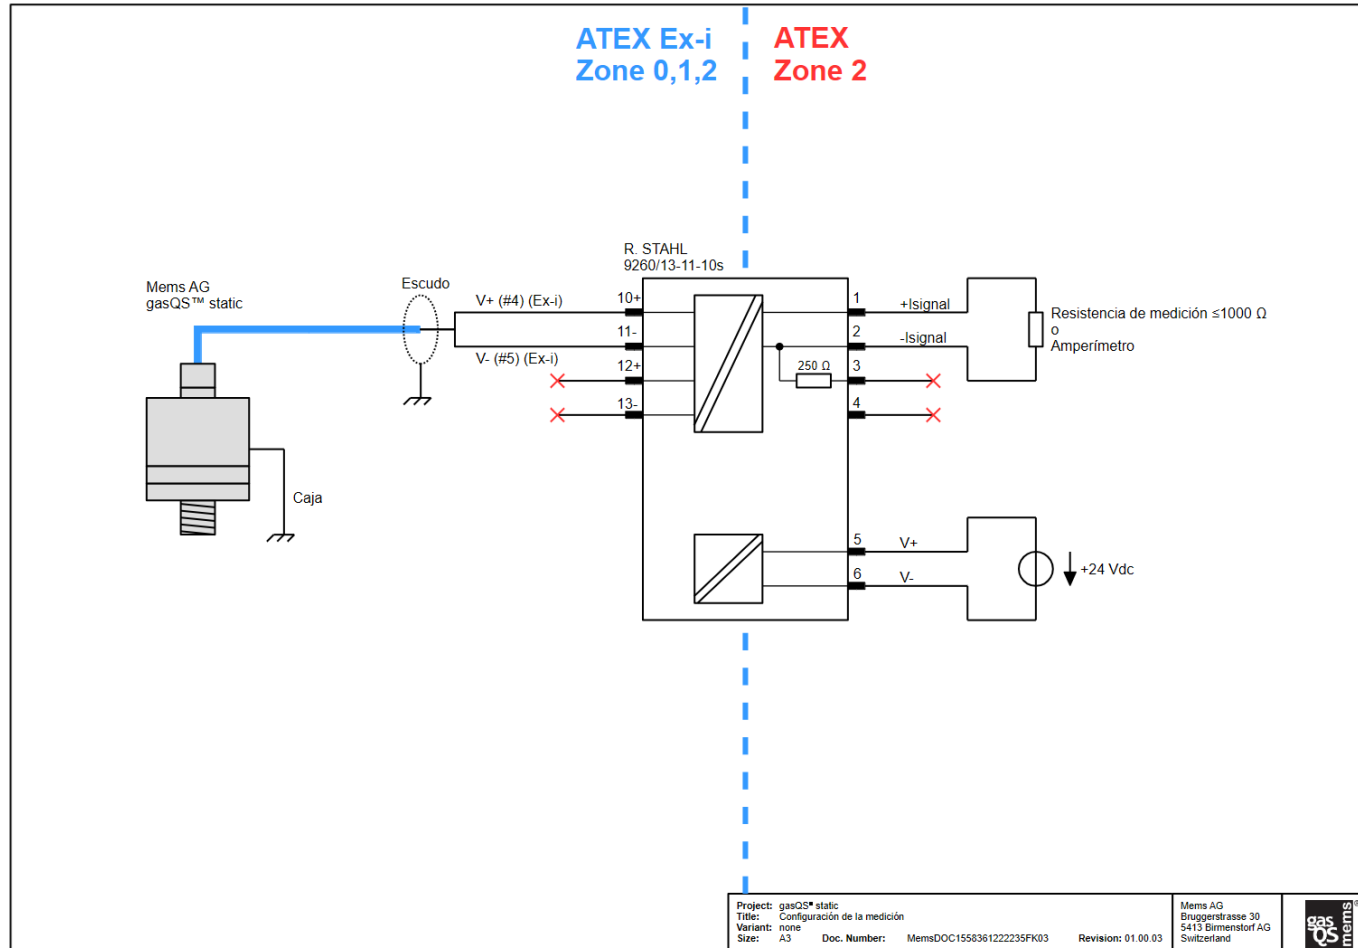 ATEX Ex-i
Zone 0,1,2
ATEX
Zone 2
R. STAHL
9260/13-11-10s
Mems AG
gasQS™ static
Escudo
V+ (#4) (Ex-i)
V- (#5) (Ex-i)
10+
11-
12+
13-
1
2
3
4
250 Ω
+Isignal
-Isignal
Resistencia de medición ≤1000 Ω
o
Amperímetro
Caja
5
6
V+
V-
+24 Vdc
Project: gasQS® static
Title: Configuración de la medición
Variant: none
Size: A3 Doc. Number: MemsDOC1558361222235FK03 Revision: 01.00.03
Mems AG
Bruggerstrasse 30
5413 Birmenstorf AG
Switzerland
gas
QS
mems